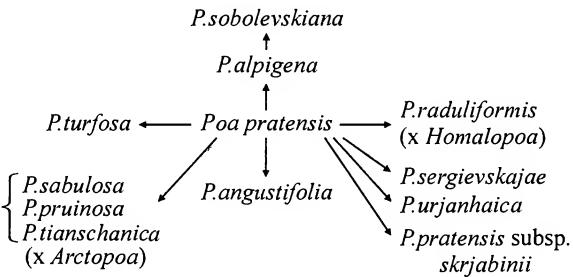 P.sobolevskiana
P.alpigena
P.turfosa
Poa pratensis
P.raduliformis
(x Homalopoa)
P.sabulosa
P.pruinosa
P.tianschanica
(x Arctopoa)
P.angustifolia
P.sergievskajae
P.urjanhaica
P.pratensis subsp.
skrjabinii